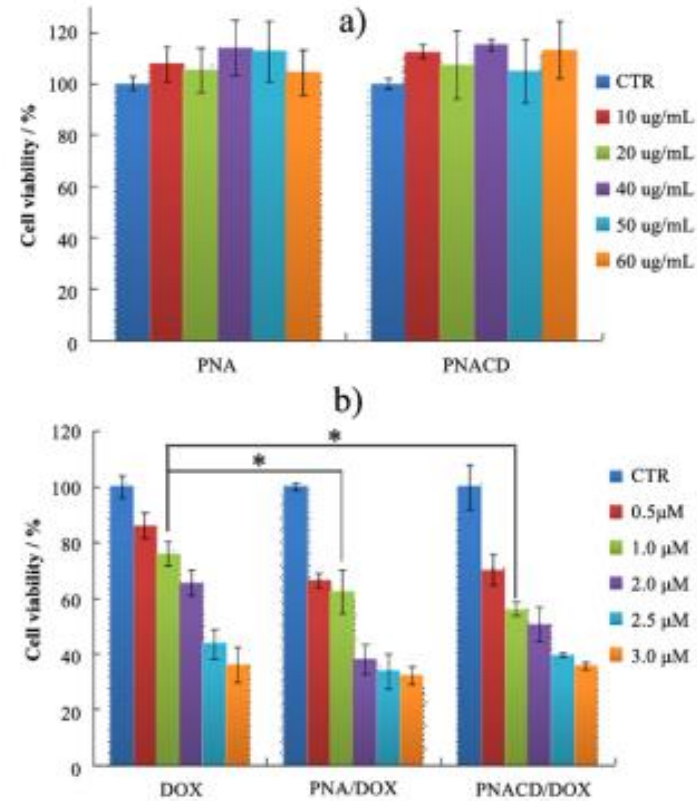 a)
Cell viability / %
120
100
80
60
40
20
0
PNA
PNACD
CTR
10 ug/mL
20 ug/mL
40 ug/mL
50 ug/mL
60 ug/mL
b)
Cell viability / %
120
100
80
60
40
20
0
*
*
DOX
PNA/DOX
PNACD/DOX
CTR
0.5μM
1.0 μM
2.0 μM
2.5 μM
3.0 μM